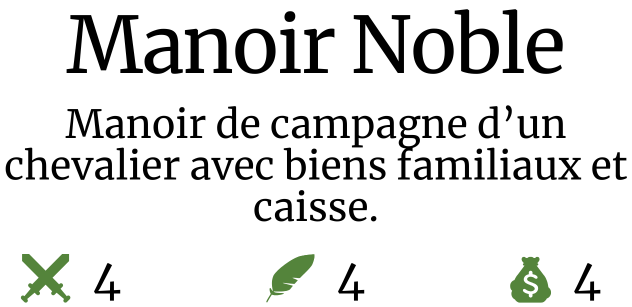 Manoir Noble
Manoir de campagne d’un
chevalier avec biens familiaux et
caisse.
4 4 4